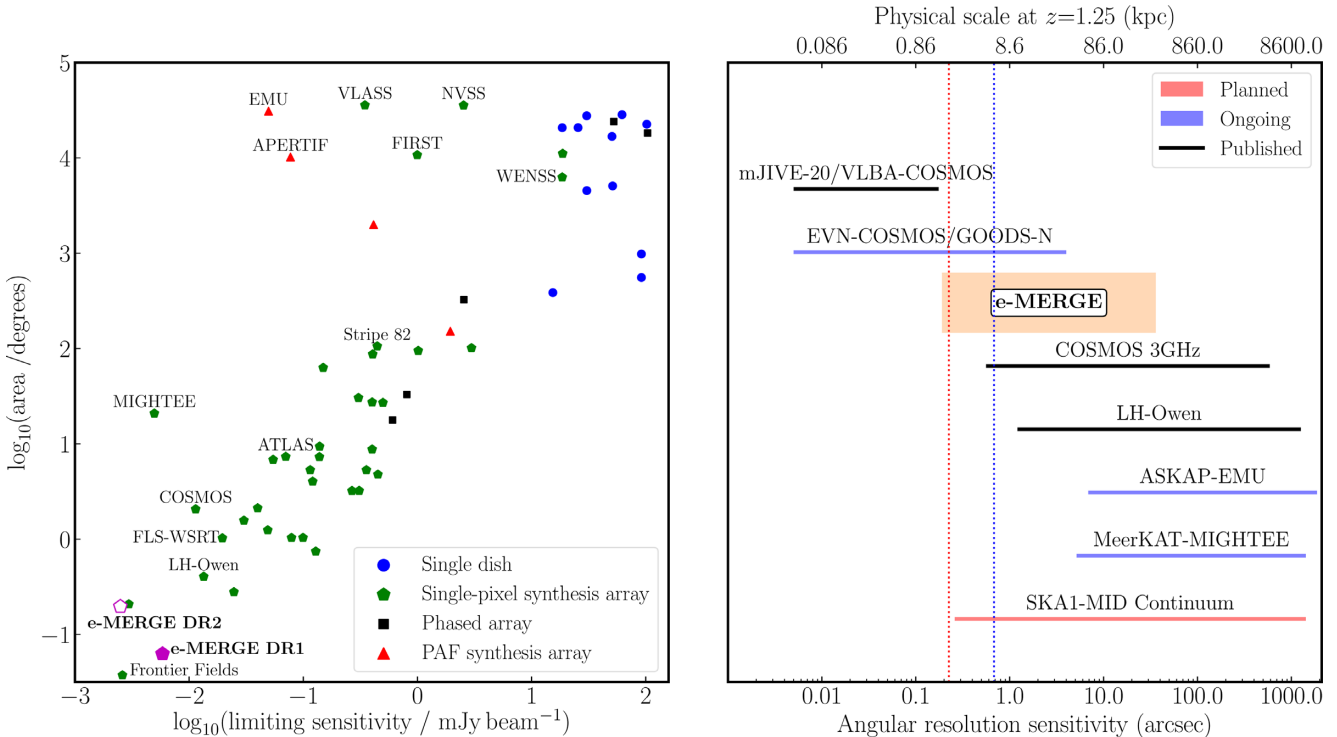 5
4
3
2
1
0
−1
−3
−2
−1
0
1
2
log10(area /degrees)
log10(limiting sensitivity / mJy beam−1)
EMU
VLASS
NVSS
APERTIF
FIRST
WENSS
Stripe 82
MIGHTEE
ATLAS
COSMOS
FLS-WSRT
LH-Owen
e-MERGE DR2
e-MERGE DR1
Frontier Fields
Single dish
Single-pixel synthesis array
Phased array
PAF synthesis array
Physical scale at z=1.25 (kpc)
0.086
0.86
8.6
86.0
860.0
8600.0
Planned
Ongoing
Published
mJIVE-20/VLBA-COSMOS
EVN-COSMOS/GOODS-N
e-MERGE
COSMOS 3GHz
LH-Owen
ASKAP-EMU
MeerKAT-MIGHTEE
SKA1-MID Continuum
0.01
0.1
1.0
10.0
100.0
1000.0
Angular resolution sensitivity (arcsec)